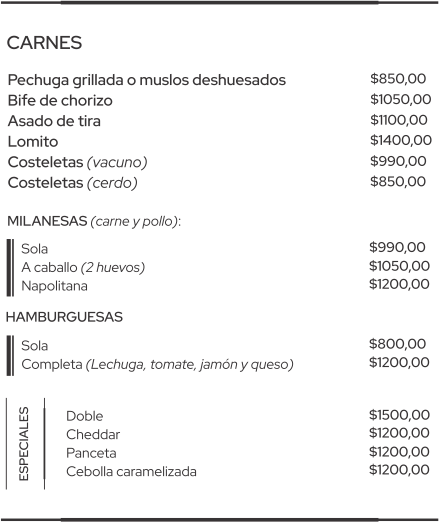 CARNES
Pechuga grillada o muslos deshuesados $850,00
Bife de chorizo $1050,00
Asado de tira $1100,00
Lomito $1400,00
Costeletas (vacuno) $990,00
Costeletas (cerdo) $850,00
MILANESAS (carne y pollo):
Sola $990,00
A caballo (2 huevos) $1050,00
Napolitana $1200,00
HAMBURGUESAS
Sola $800,00
Completa (Lechuga, tomate, jamón y queso) $1200,00
ESPECIALES
Doble $1500,00
Cheddar $1200,00
Panceta $1200,00
Cebolla caramelizada $1200,00